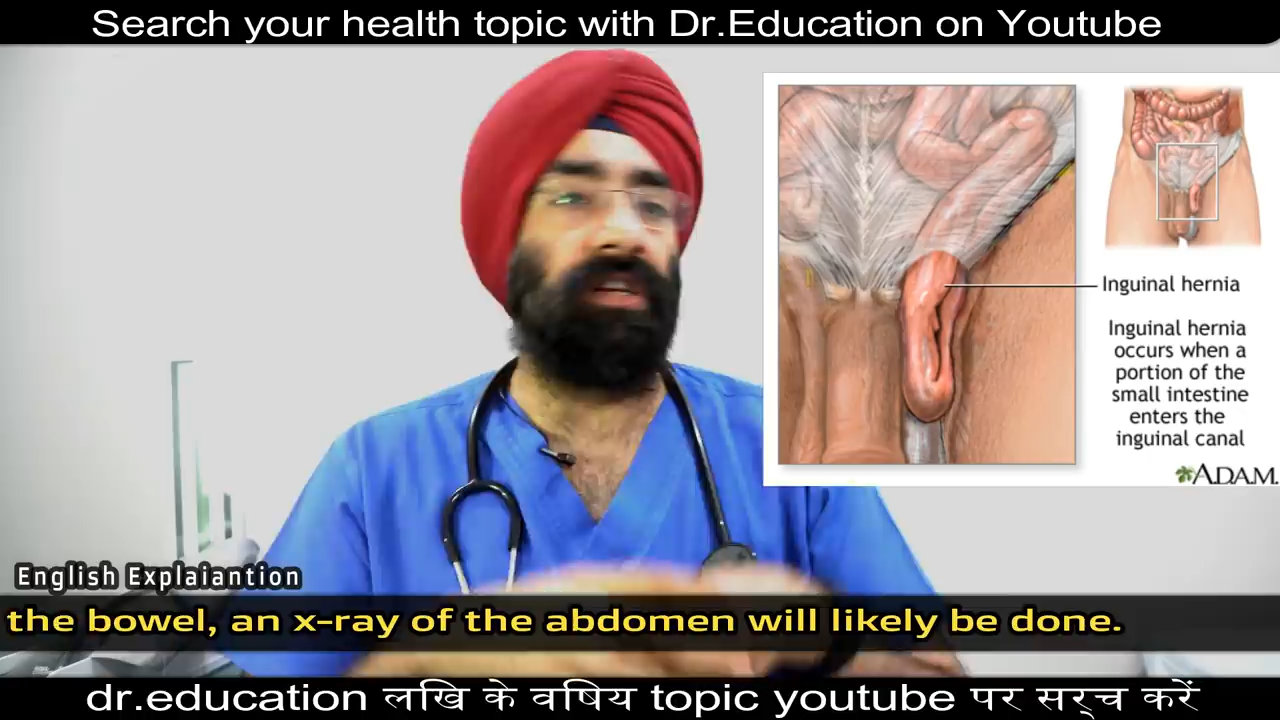 Search your health topic with Dr.Education on Youtube
Inguinal hernia
Inguinal hernia
occurs when a
portion of the
small intestine
enters the
inguinal canal
ADAM.
English Explaiantion
the bowel, an x-ray of the abdomen will likely be done.
dr.education लखि के वषिय topic youtube पर सर्च करें